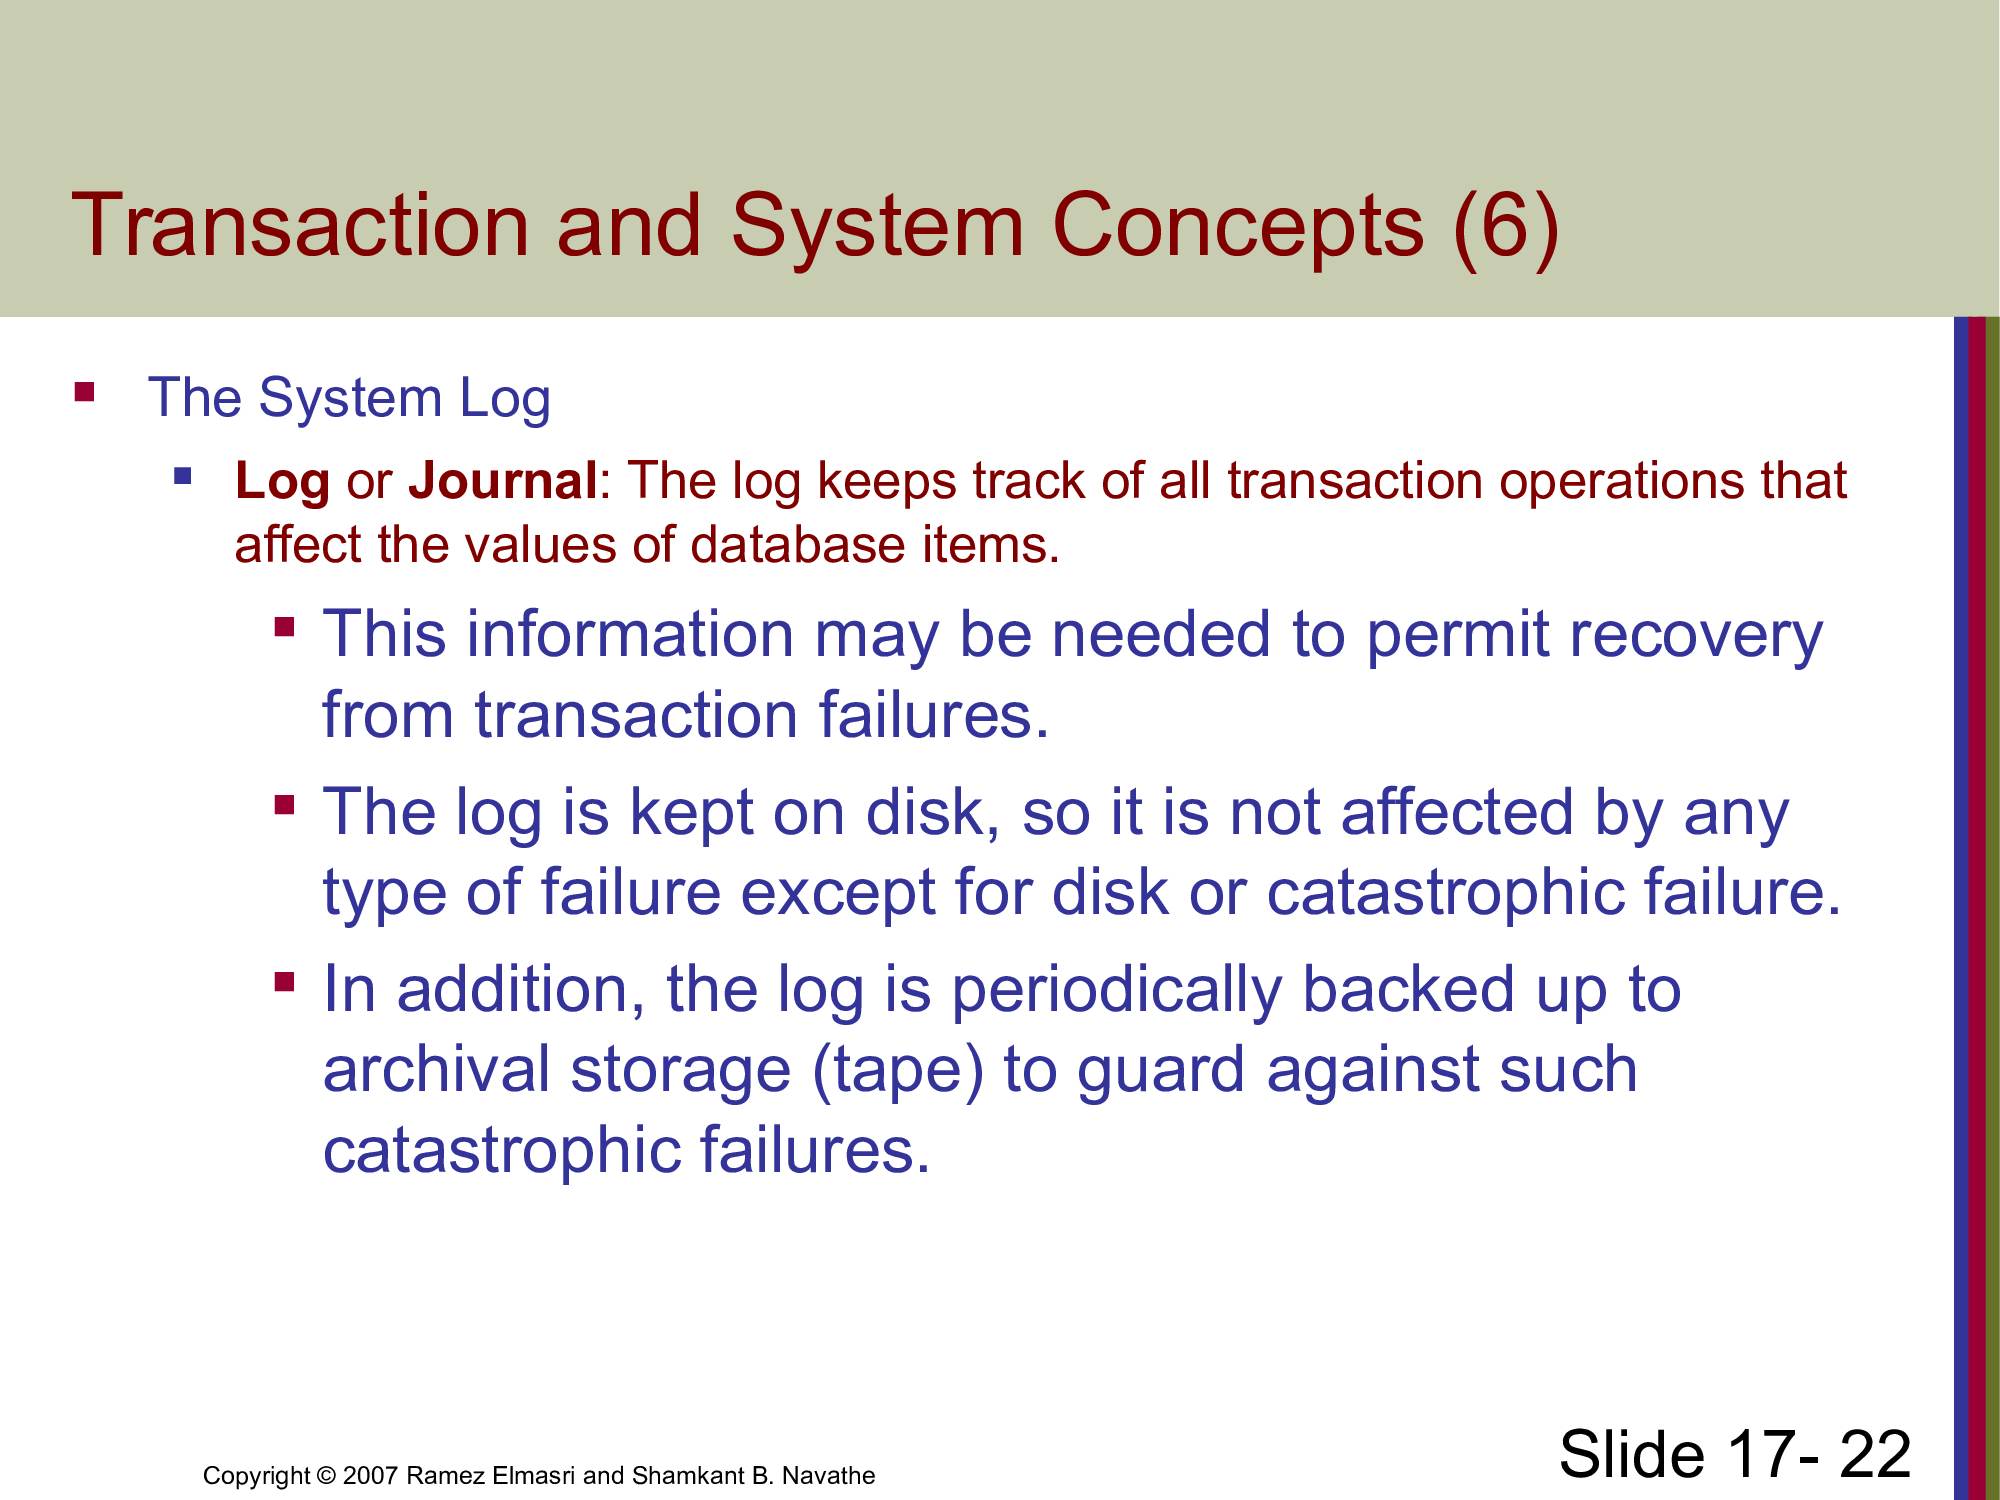 Transaction and System Concepts (6)
The System Log
Log or Journal: The log keeps track of all transaction operations that
affect the values of database items.
This information may be needed to permit recovery
from transaction failures.
The log is kept on disk, so it is not affected by any
type of failure except for disk or catastrophic failure.
In addition, the log is periodically backed up to
archival storage (tape) to guard against such
catastrophic failures.
Copyright © 2007 Ramez Elmasri and Shamkant B. Navathe
Slide 17- 22